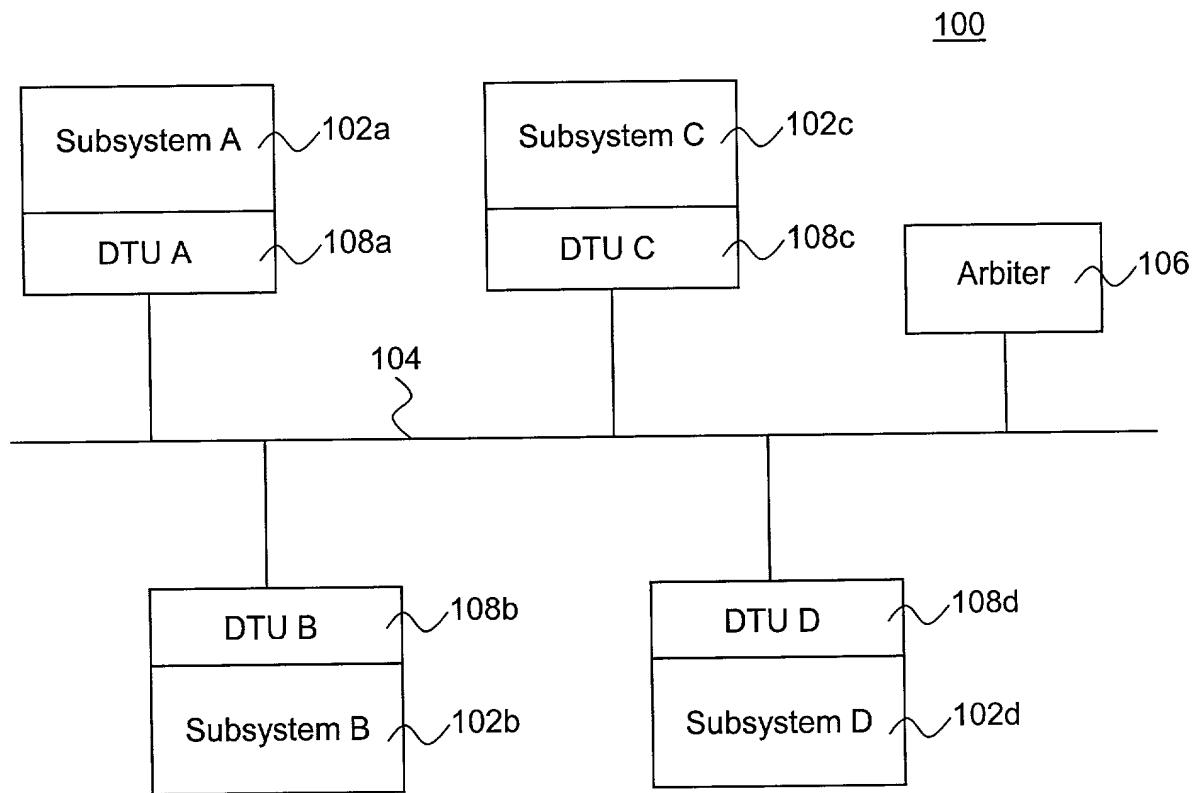 100
Subsystem A
102a
DTU A
108a
Subsystem C
102c
DTU C
108c
Arbiter
106
104
DTU B
108b
Subsystem B
102b
DTU D
108d
Subsystem D
102d